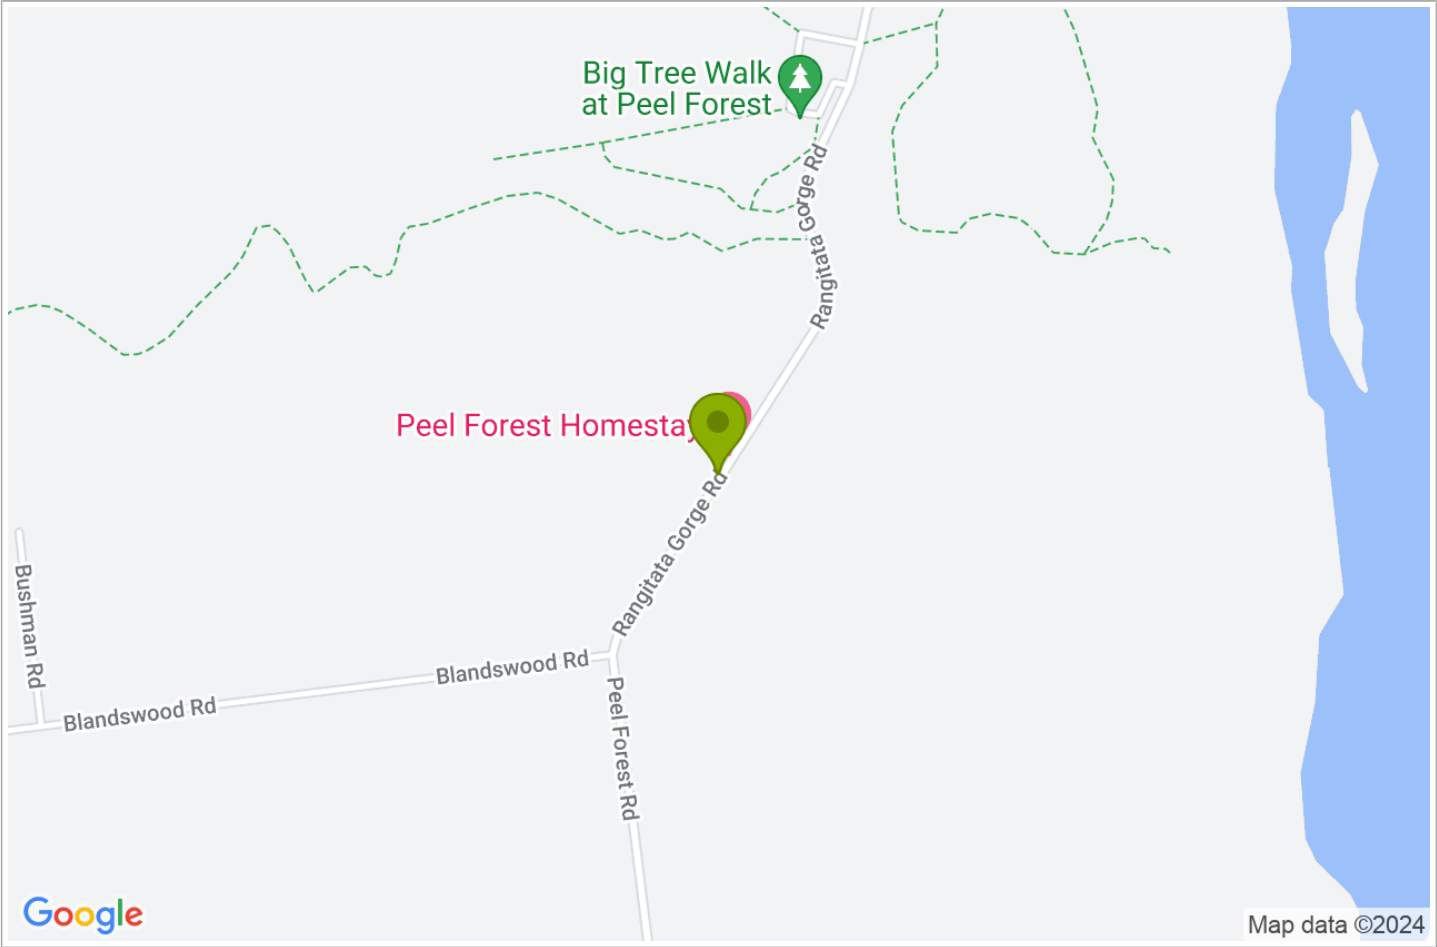 Big Tree Walk
at Peel Forest
Rangitata Gorge Rd
Peel Forest Homestay
Rangitata Gorge Rd
Bushman Rd
Blandswood Rd
Blandswood Rd
Peel Forest Rd
Google
Map data ©2024